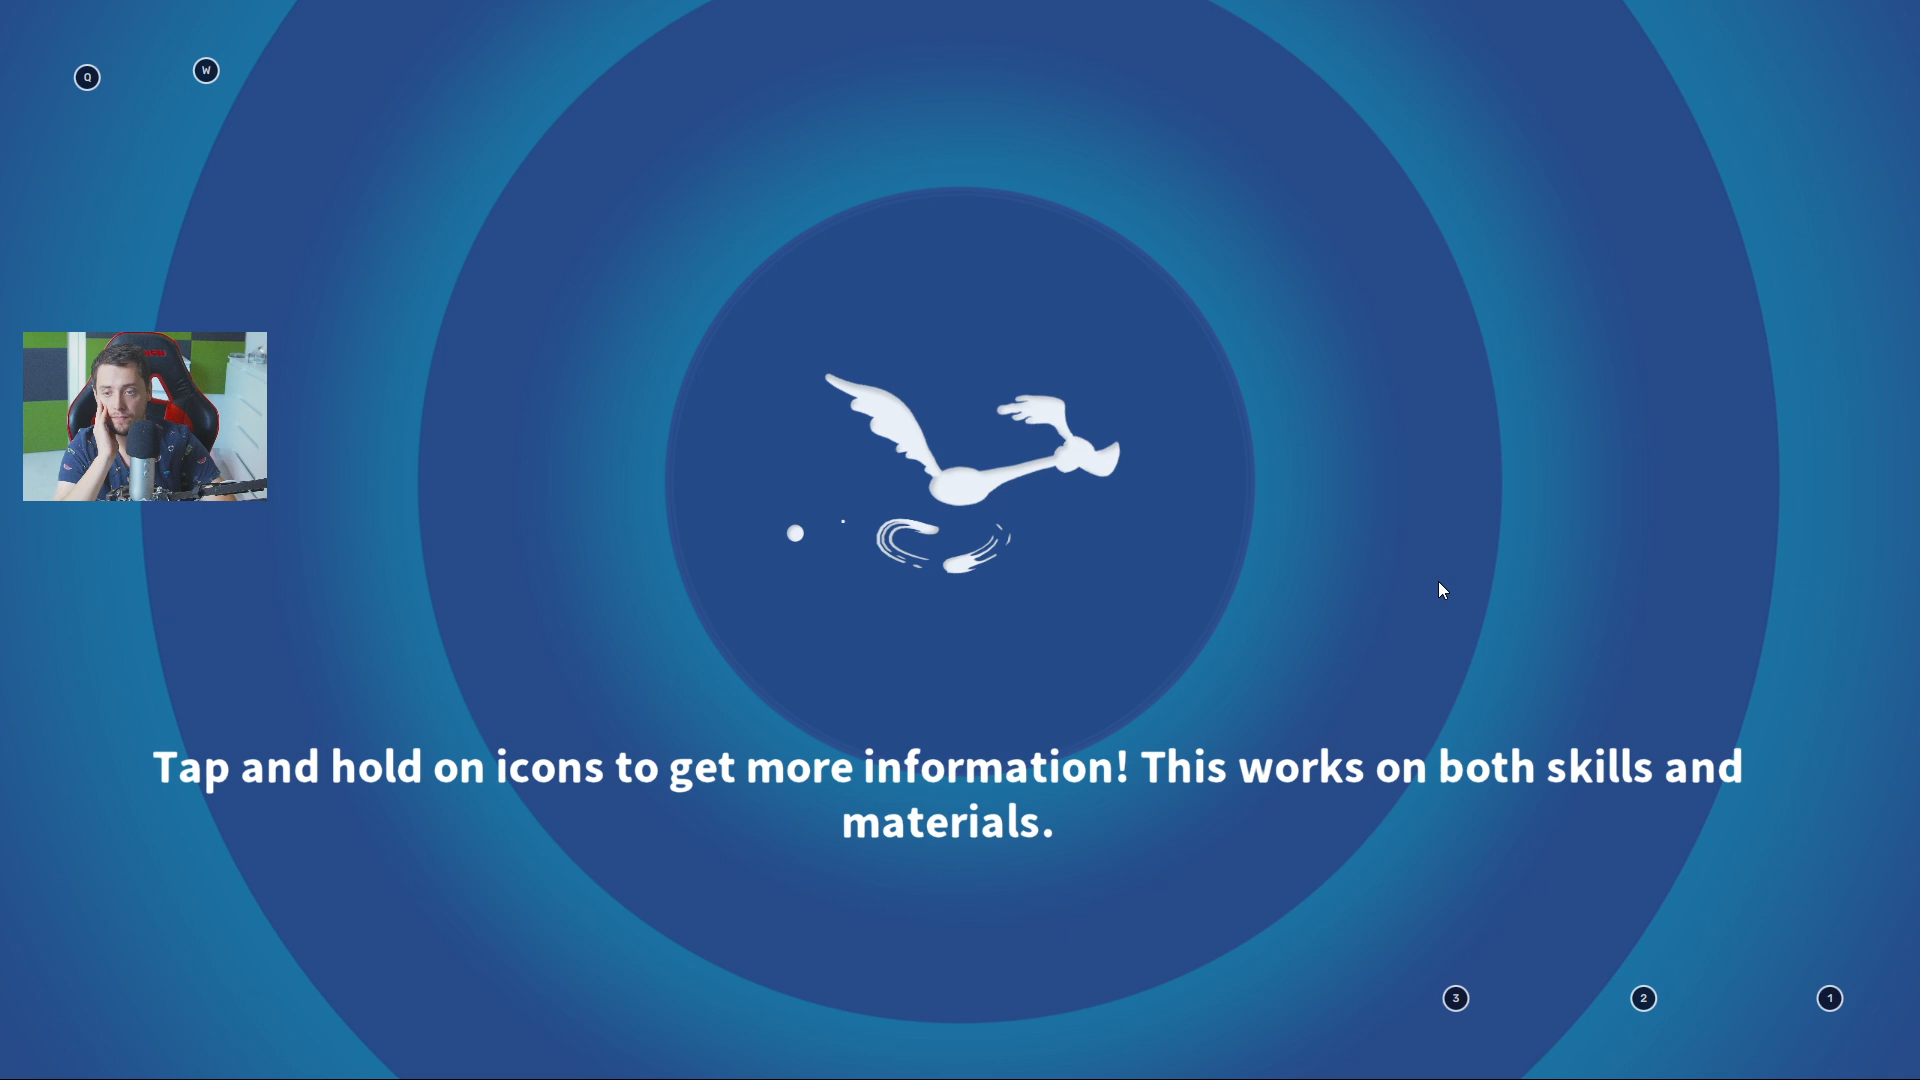 Q
W
Tap and hold on icons to get more information! This works on both skills and
materials.
3
2
1